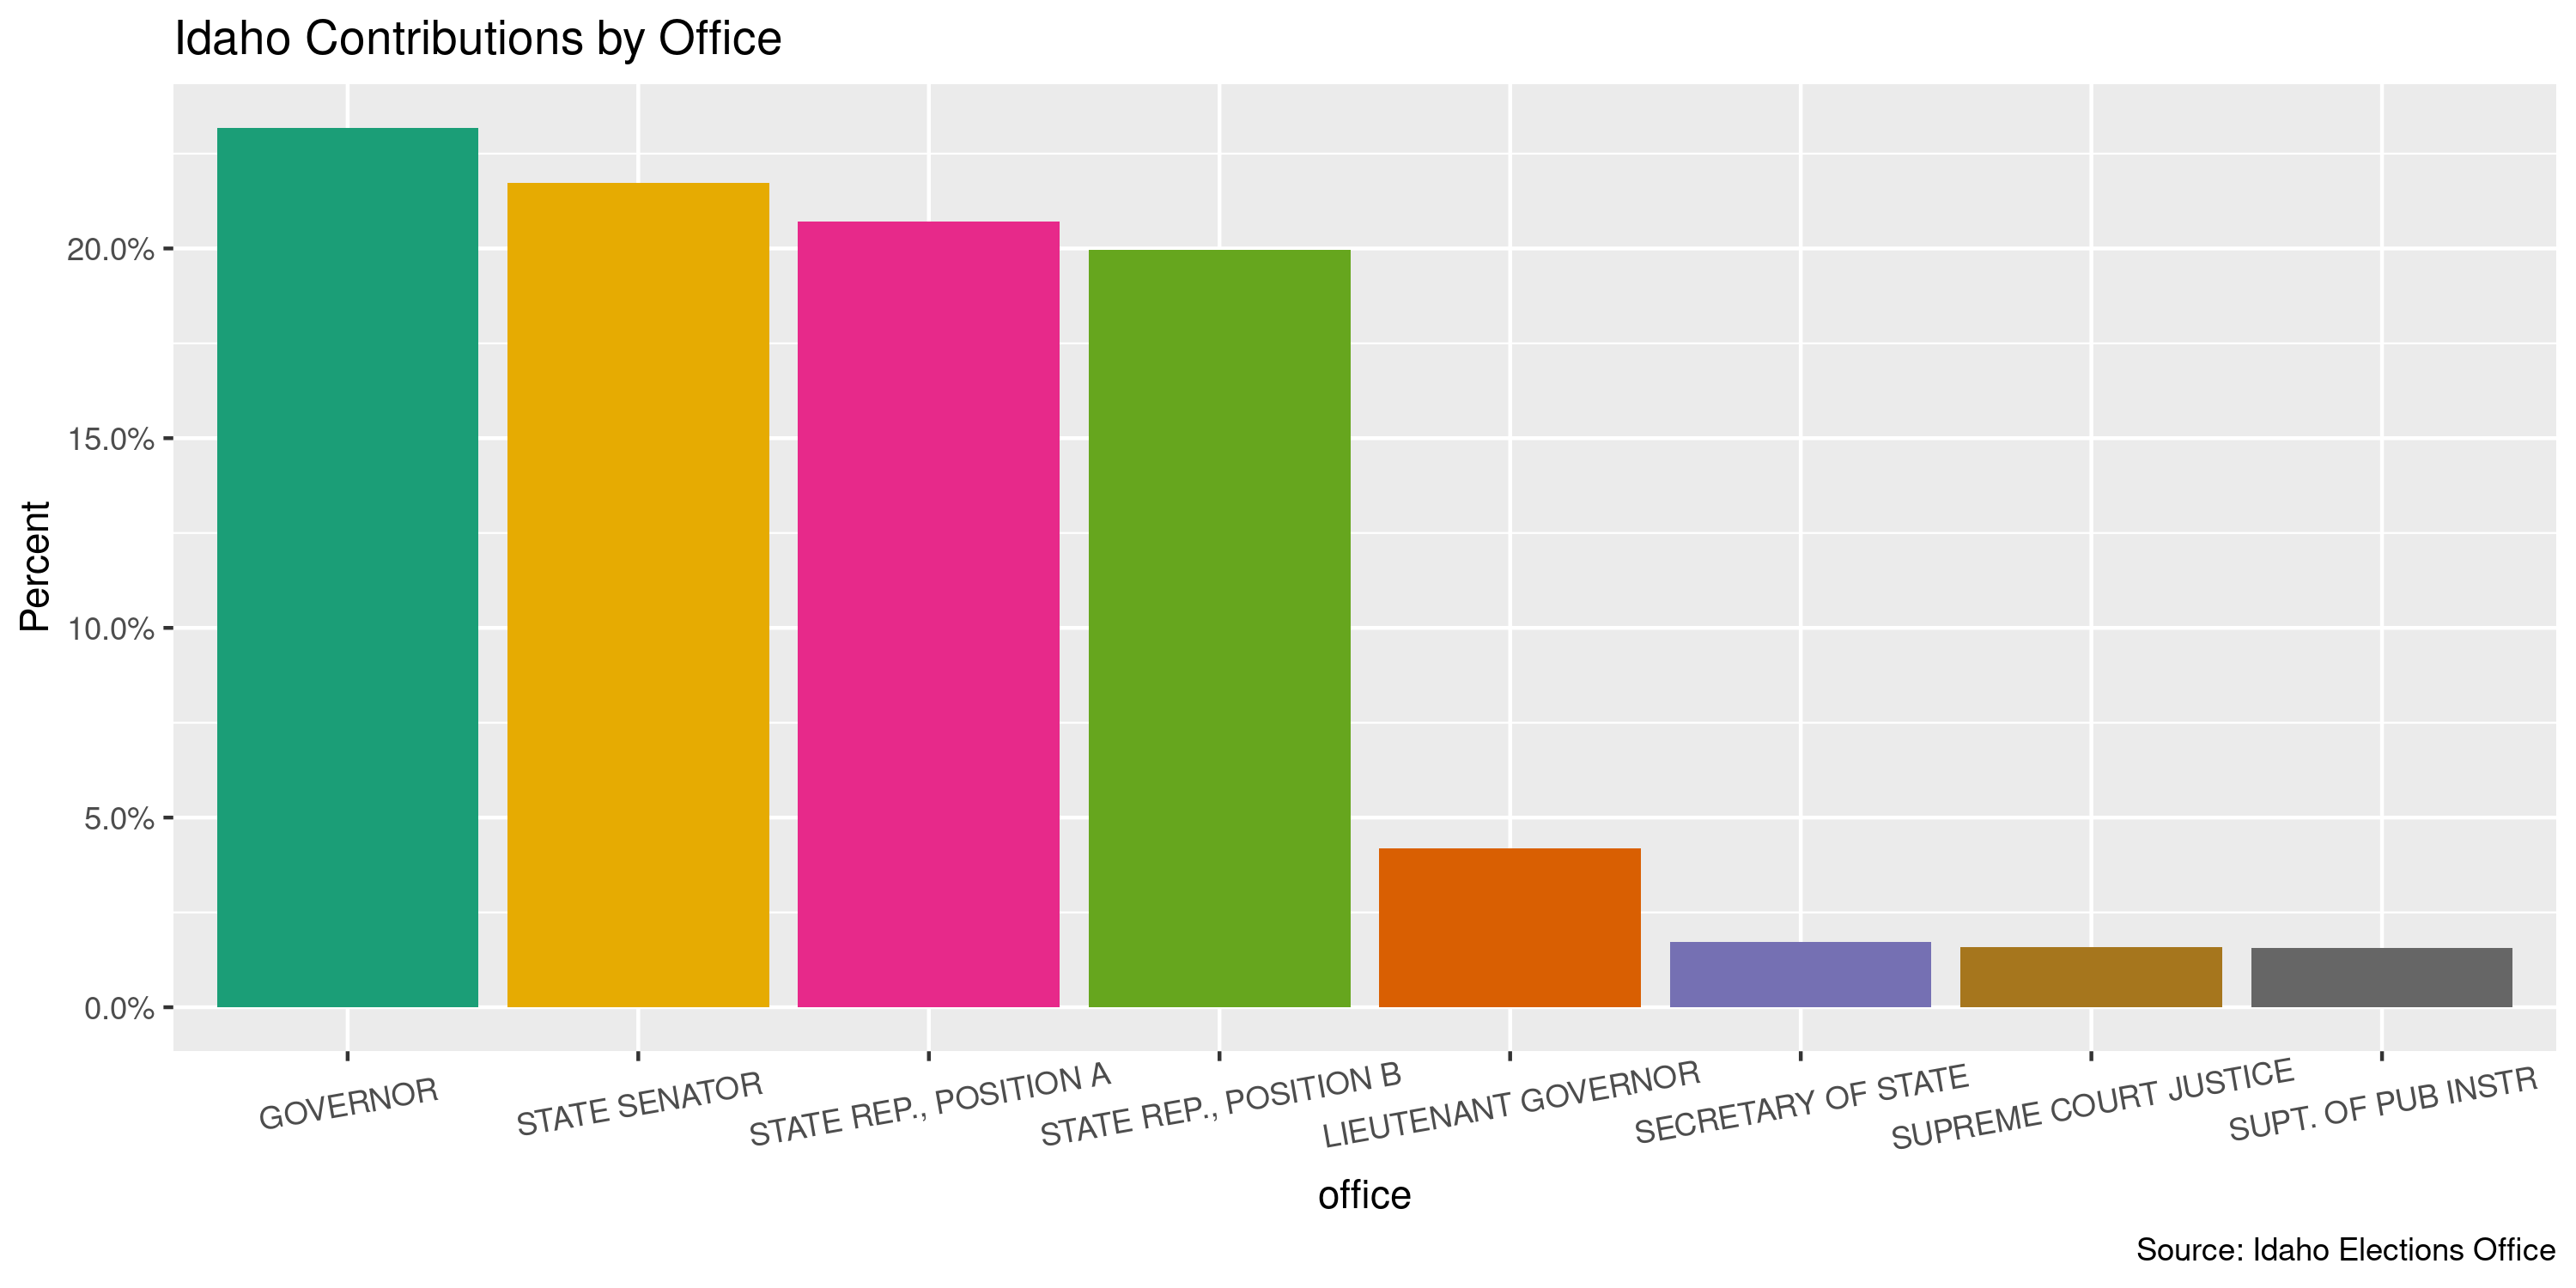 Idaho Contributions by Office
Percent
20.0%
15.0%
10.0%
5.0%
0.0%
GOVERNOR
STATE SENATOR
STATE REP., POSITION A
STATE REP., POSITION B
LIEUTENANT GOVERNOR
SECRETARY OF STATE
SUPREME COURT JUSTICE
SUPT. OF PUB INSTR
office
Source: Idaho Elections Office